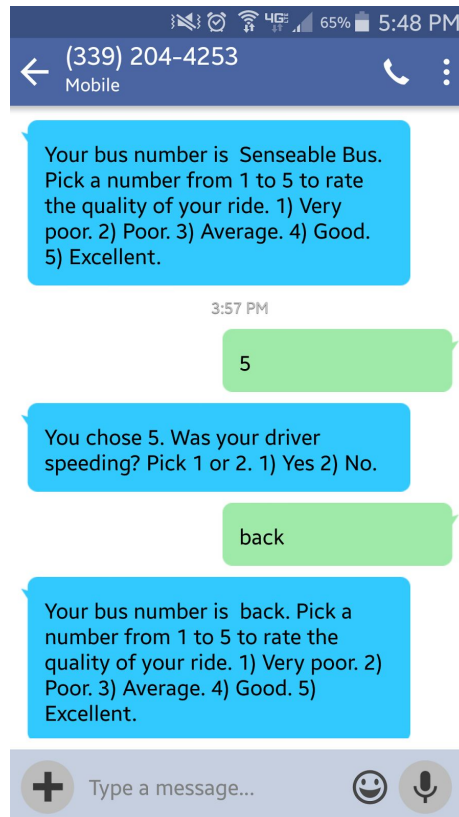 4G 65% 5:48 PM
(339) 204-4253
Mobile
Your bus number is  Senseable Bus.
Pick a number from 1 to 5 to rate
the quality of your ride. 1) Very
poor. 2) Poor. 3) Average. 4) Good.
5) Excellent.
3:57 PM
5
You chose 5. Was your driver
speeding? Pick 1 or 2. 1) Yes 2) No.
back
Your bus number is  back. Pick a
number from 1 to 5 to rate the
quality of your ride. 1) Very poor. 2)
Poor. 3) Average. 4) Good. 5)
Excellent.
Type a message...